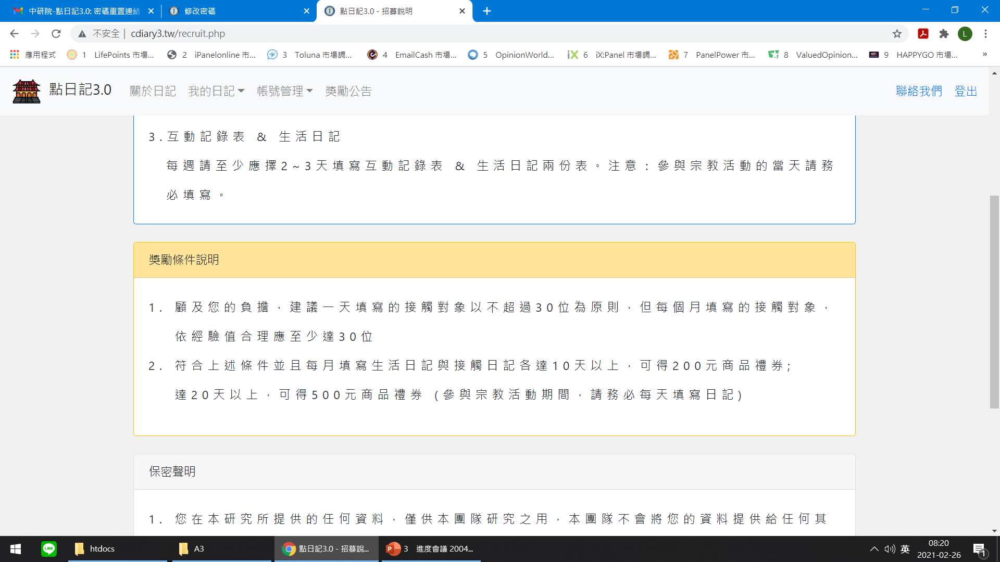 中研院-點日記3.0: 密碼重置連結
修改密碼
點日記3.0 - 招募說明
不安全 | cdiary3.tw/recruit.php
L
應用程式
1 LifePoints 市場...
2 iPanelonline 市...
3 Toluna 市場調...
4 EmailCash 市場...
5 OpinionWorld...
6 iX:Panel 市場調...
7 PanelPower 市...
8 ValuedOpinion...
9 HAPPYGO 市場...
»
點日記3.0
關於日記
我的日記
帳號管理
獎勵公告
聯絡我們
登出
3.互動記錄表 & 生活日記
每週請至少應擇2~3天填寫互動記錄表 & 生活日記兩份表。注意:參與宗教活動的當天請務
必填寫。
獎勵條件說明
1. 顧及您的負擔,建議一天填寫的接觸對象以不超過30位為原則,但每個月填寫的接觸對象,
依經驗值合理應至少達30位
2. 符合上述條件並且每月填寫生活日記與接觸日記各達10天以上,可得200元商品禮券;
達20天以上,可得500元商品禮券 (參與宗教活動期間,請務必每天填寫日記)
保密聲明
1. 您在本研究所提供的任何資料,僅供本團隊研究之用,本團隊不會將您的資料提供給任何其
LINE
htdocs
A3
點日記3.0 - 招募說...
3 進度會議 2004...
英
08:20
2021-02-26
1